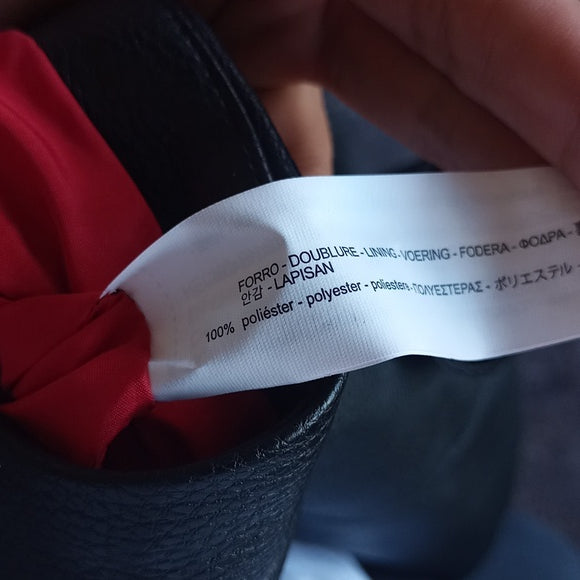 FORRO - DOUBLURE - LINING - VOERING - FODERA - ΦΟΔΡΑ -
안감 - LAPISAN
100% poliéster - polyester - poliestere - ΠΟΛΥΕΣΤΕΡΑΣ - ポリエステル -